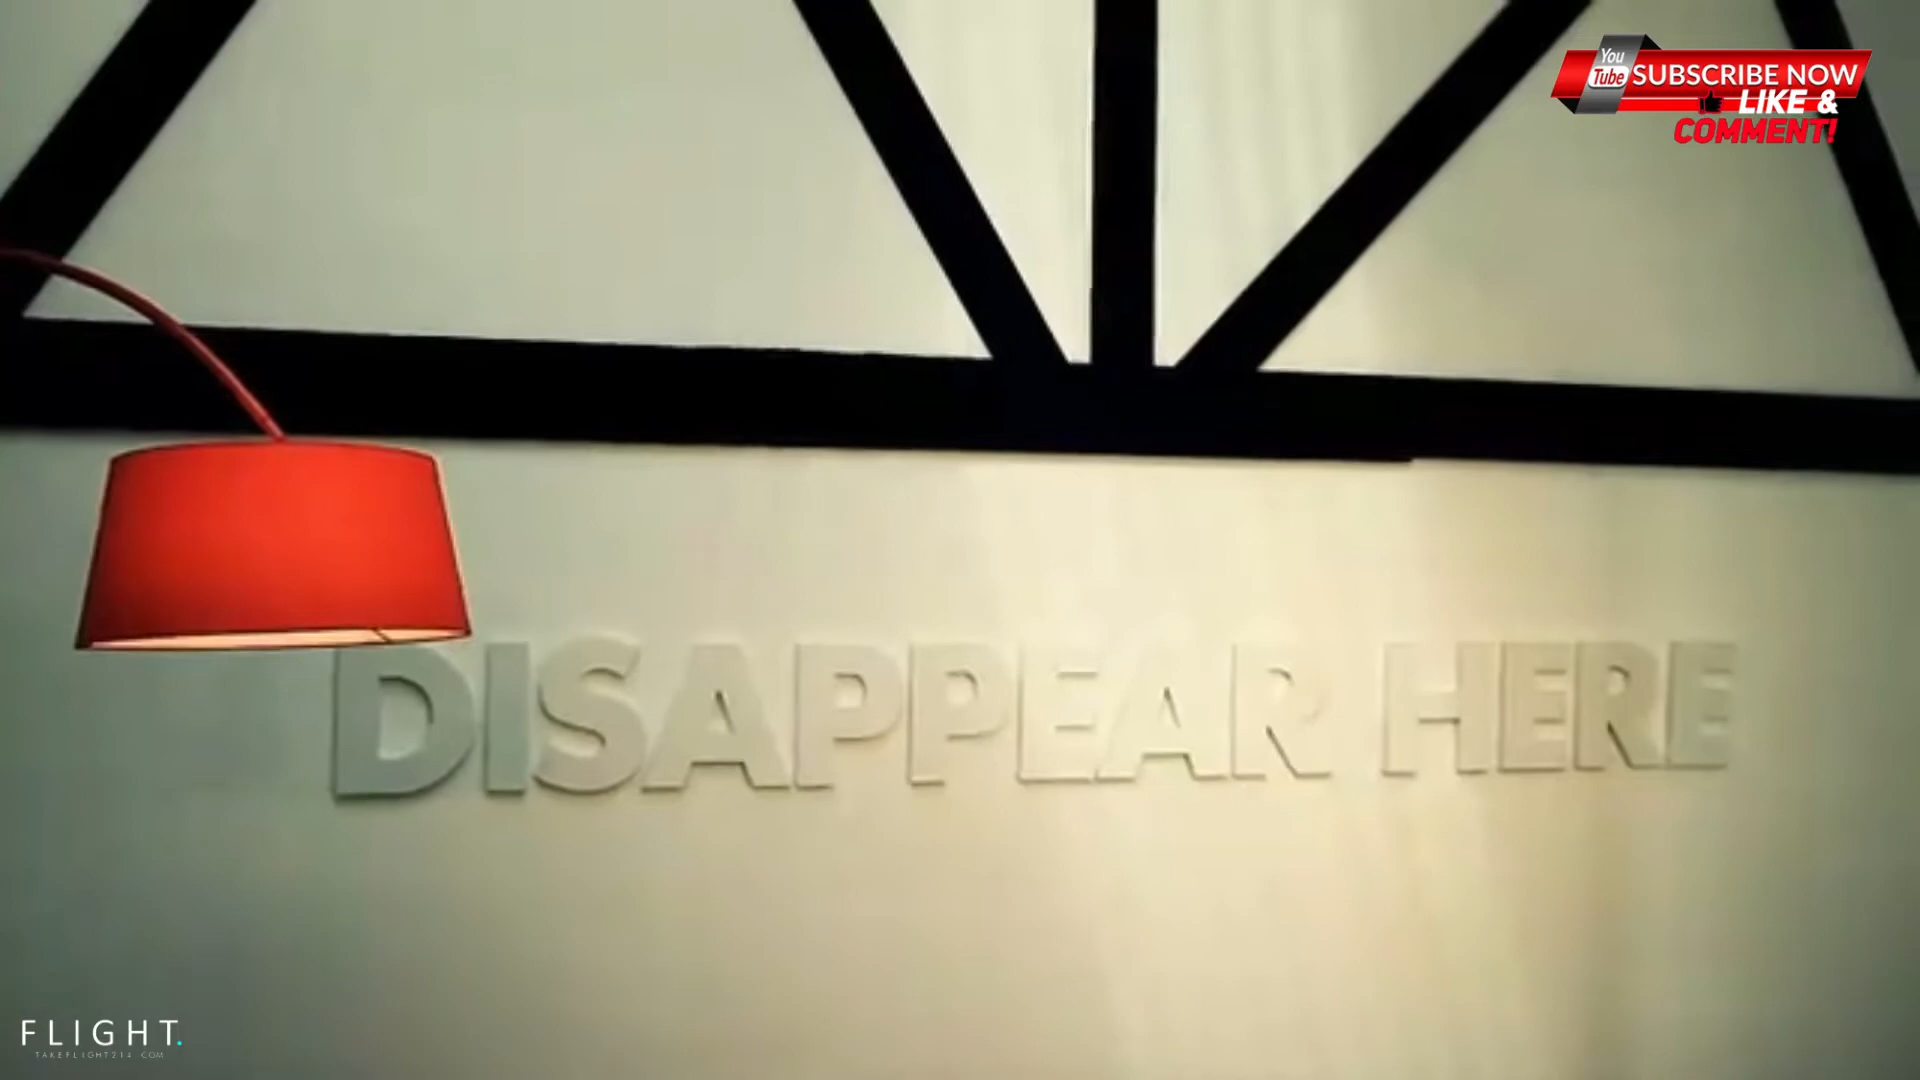 You
Tube
SUBSCRIBE NOW
LIKE &
COMMENT!
DISAPPEAR HERE
FLIGHT.
TAKEFLIGHT214.COM